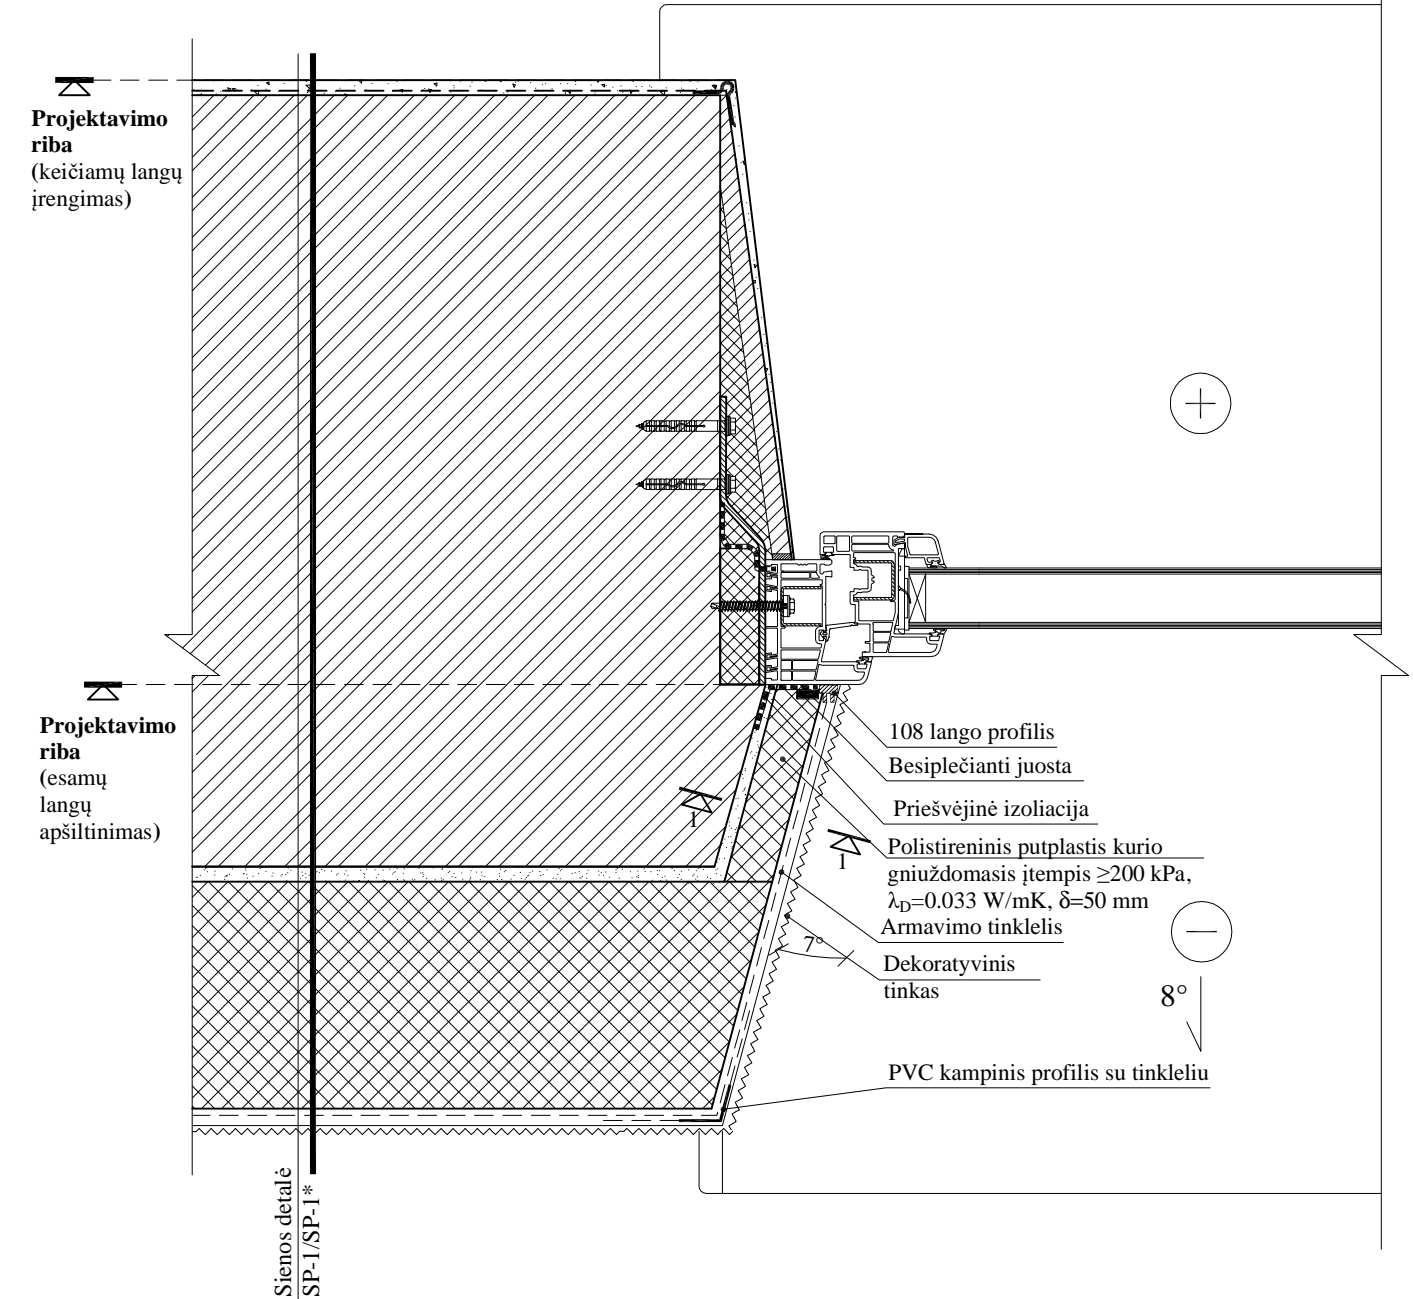 Projektavimo
riba
(keičiamų langų
įrengimas)
Projektavimo
riba
(esamų
langų
apšiltinimas)
108 lango profilis
Besiplečianti juosta
Priešvėjinė izoliacija
1
1
Polistireninis putplastis kurio
gniuždomasis įtempis ≥200 kPa,
λD=0.033 W/mK, δ=50 mm
Armavimo tinklelis
7°
Dekoratyvinis
tinkas
8°
PVC kampinis profilis su tinkleliu
Sienos detalė
SP-1/SP-1*